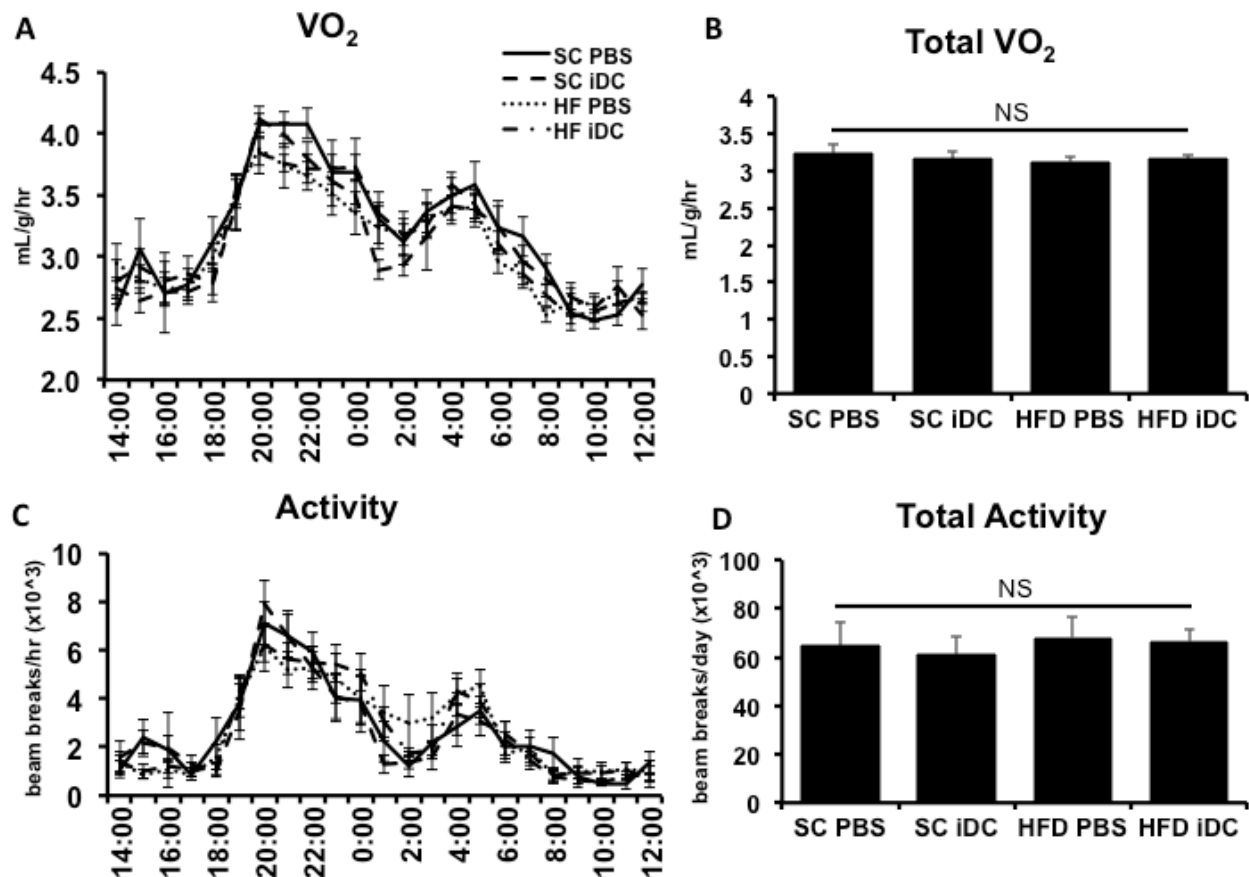 A
VO2
SC PBS
SC iDC
HF PBS
HF iDC
mL/g/hr
4.5
4.0
3.5
3.0
2.5
2.0
14:00
16:00
18:00
20:00
22:00
0:00
2:00
4:00
6:00
8:00
10:00
12:00
B
Total VO2
NS
mL/g/hr
4
3.5
3
2.5
2
1.5
1
0.5
0
SC PBS
SC iDC
HFD PBS
HFD iDC
C
Activity
beam breaks/hr (x10^3)
10
8
6
4
2
0
14:00
16:00
18:00
20:00
22:00
0:00
2:00
4:00
6:00
8:00
10:00
12:00
D
Total Activity
NS
beam breaks/day (x10^3)
100
80
60
40
20
0
SC PBS
SC iDC
HFD PBS
HFD iDC